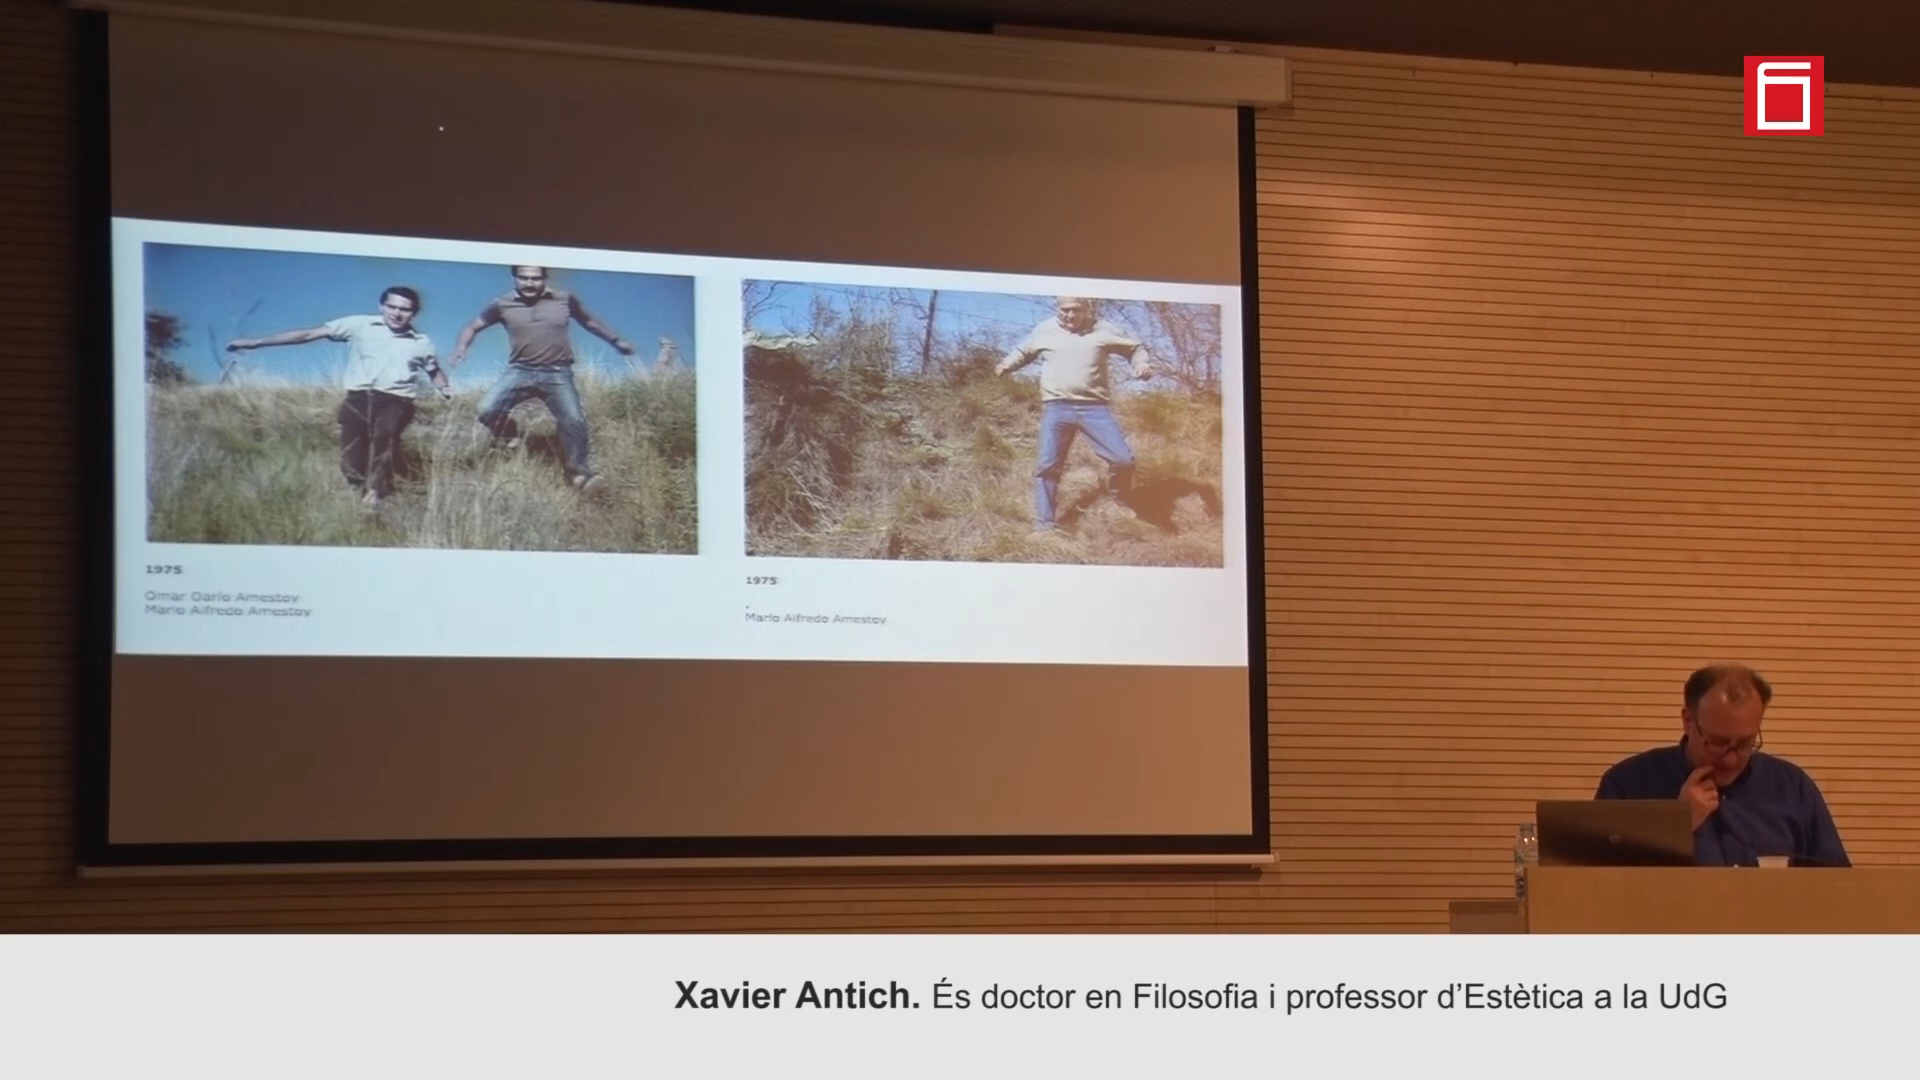 1975
Omar Darío Amestoy
Mario Alfredo Amestoy
1975
.
Mario Alfredo Amestoy
Xavier Antich. És doctor en Filosofia i professor d’Estètica a la UdG